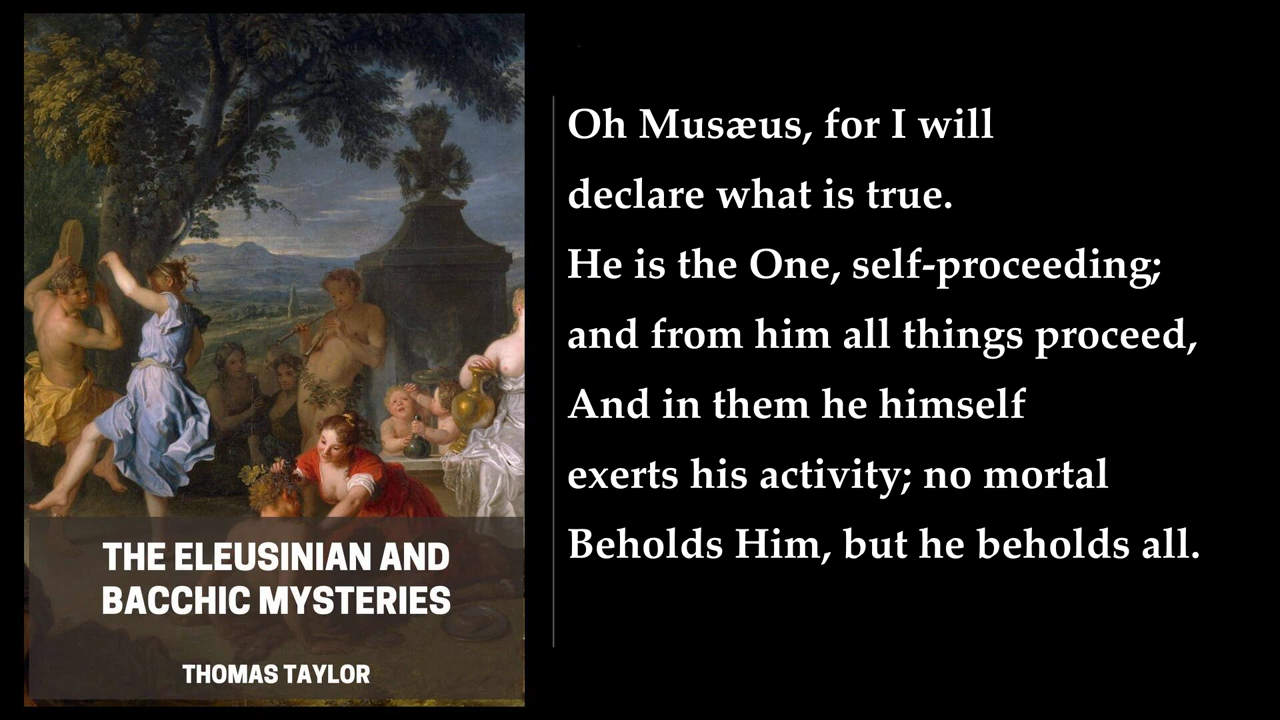 Oh Musæus, for I will
declare what is true.
He is the One, self-proceeding;
and from him all things proceed,
And in them he himself
exerts his activity; no mortal
Beholds Him, but he beholds all.
THE ELEUSINIAN AND
BACCHIC MYSTERIES
THOMAS TAYLOR